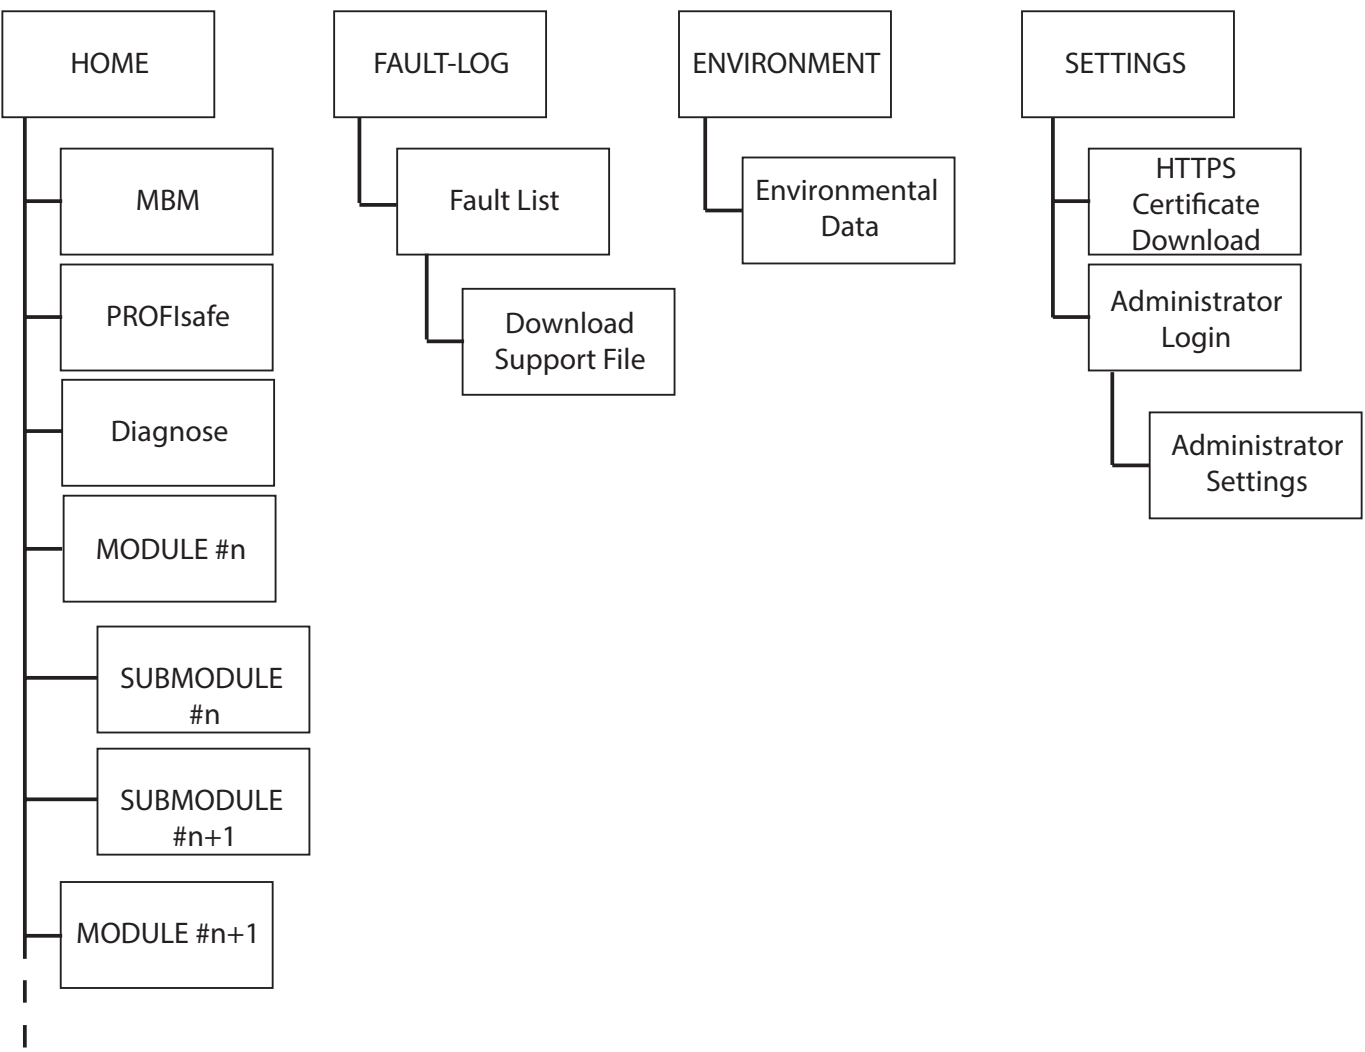 HOME
MBM
PROFIsafe
Diagnose
MODULE #n
SUBMODULE
#n
SUBMODULE
#n+1
MODULE #n+1
FAULT-LOG
Fault List
Download
Support File
ENVIRONMENT
Environmental
Data
SETTINGS
HTTPS
Certificate
Download
Administrator
Login
Administrator
Settings